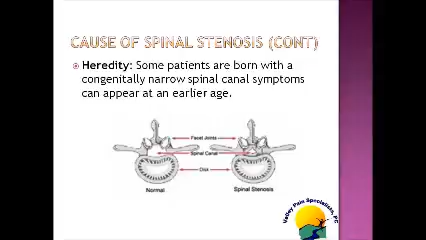 CAUSE OF SPINAL STENOSIS (CONT)
Heredity: Some patients are born with a
congenitally narrow spinal canal symptoms
can appear at an earlier age.
Facet Joints
Spinal Canal
Disk
Normal
Spinal Stenosis
Valley Pain Specialists, PC